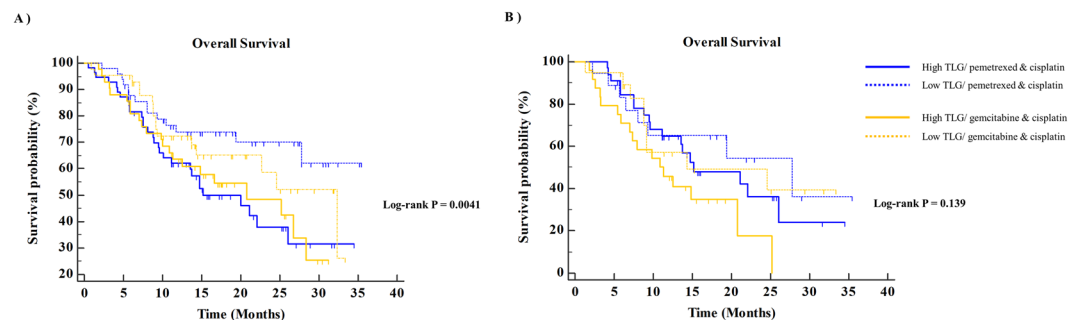 A )
Overall Survival
Survival probability (%)
100
90
80
70
60
50
40
30
20
0 5 10 15 20 25 30 35 40
Time (Months)
Log-rank P = 0.0041
B )
Overall Survival
Survival probability (%)
100
80
60
40
20
0
0 5 10 15 20 25 30 35 40
Time (Months)
Log-rank P = 0.139
High TLG/ pemetrexed & cisplatin
Low TLG/ pemetrexed & cisplatin
High TLG/ gemcitabine & cisplatin
Low TLG/ gemcitabine & cisplatin